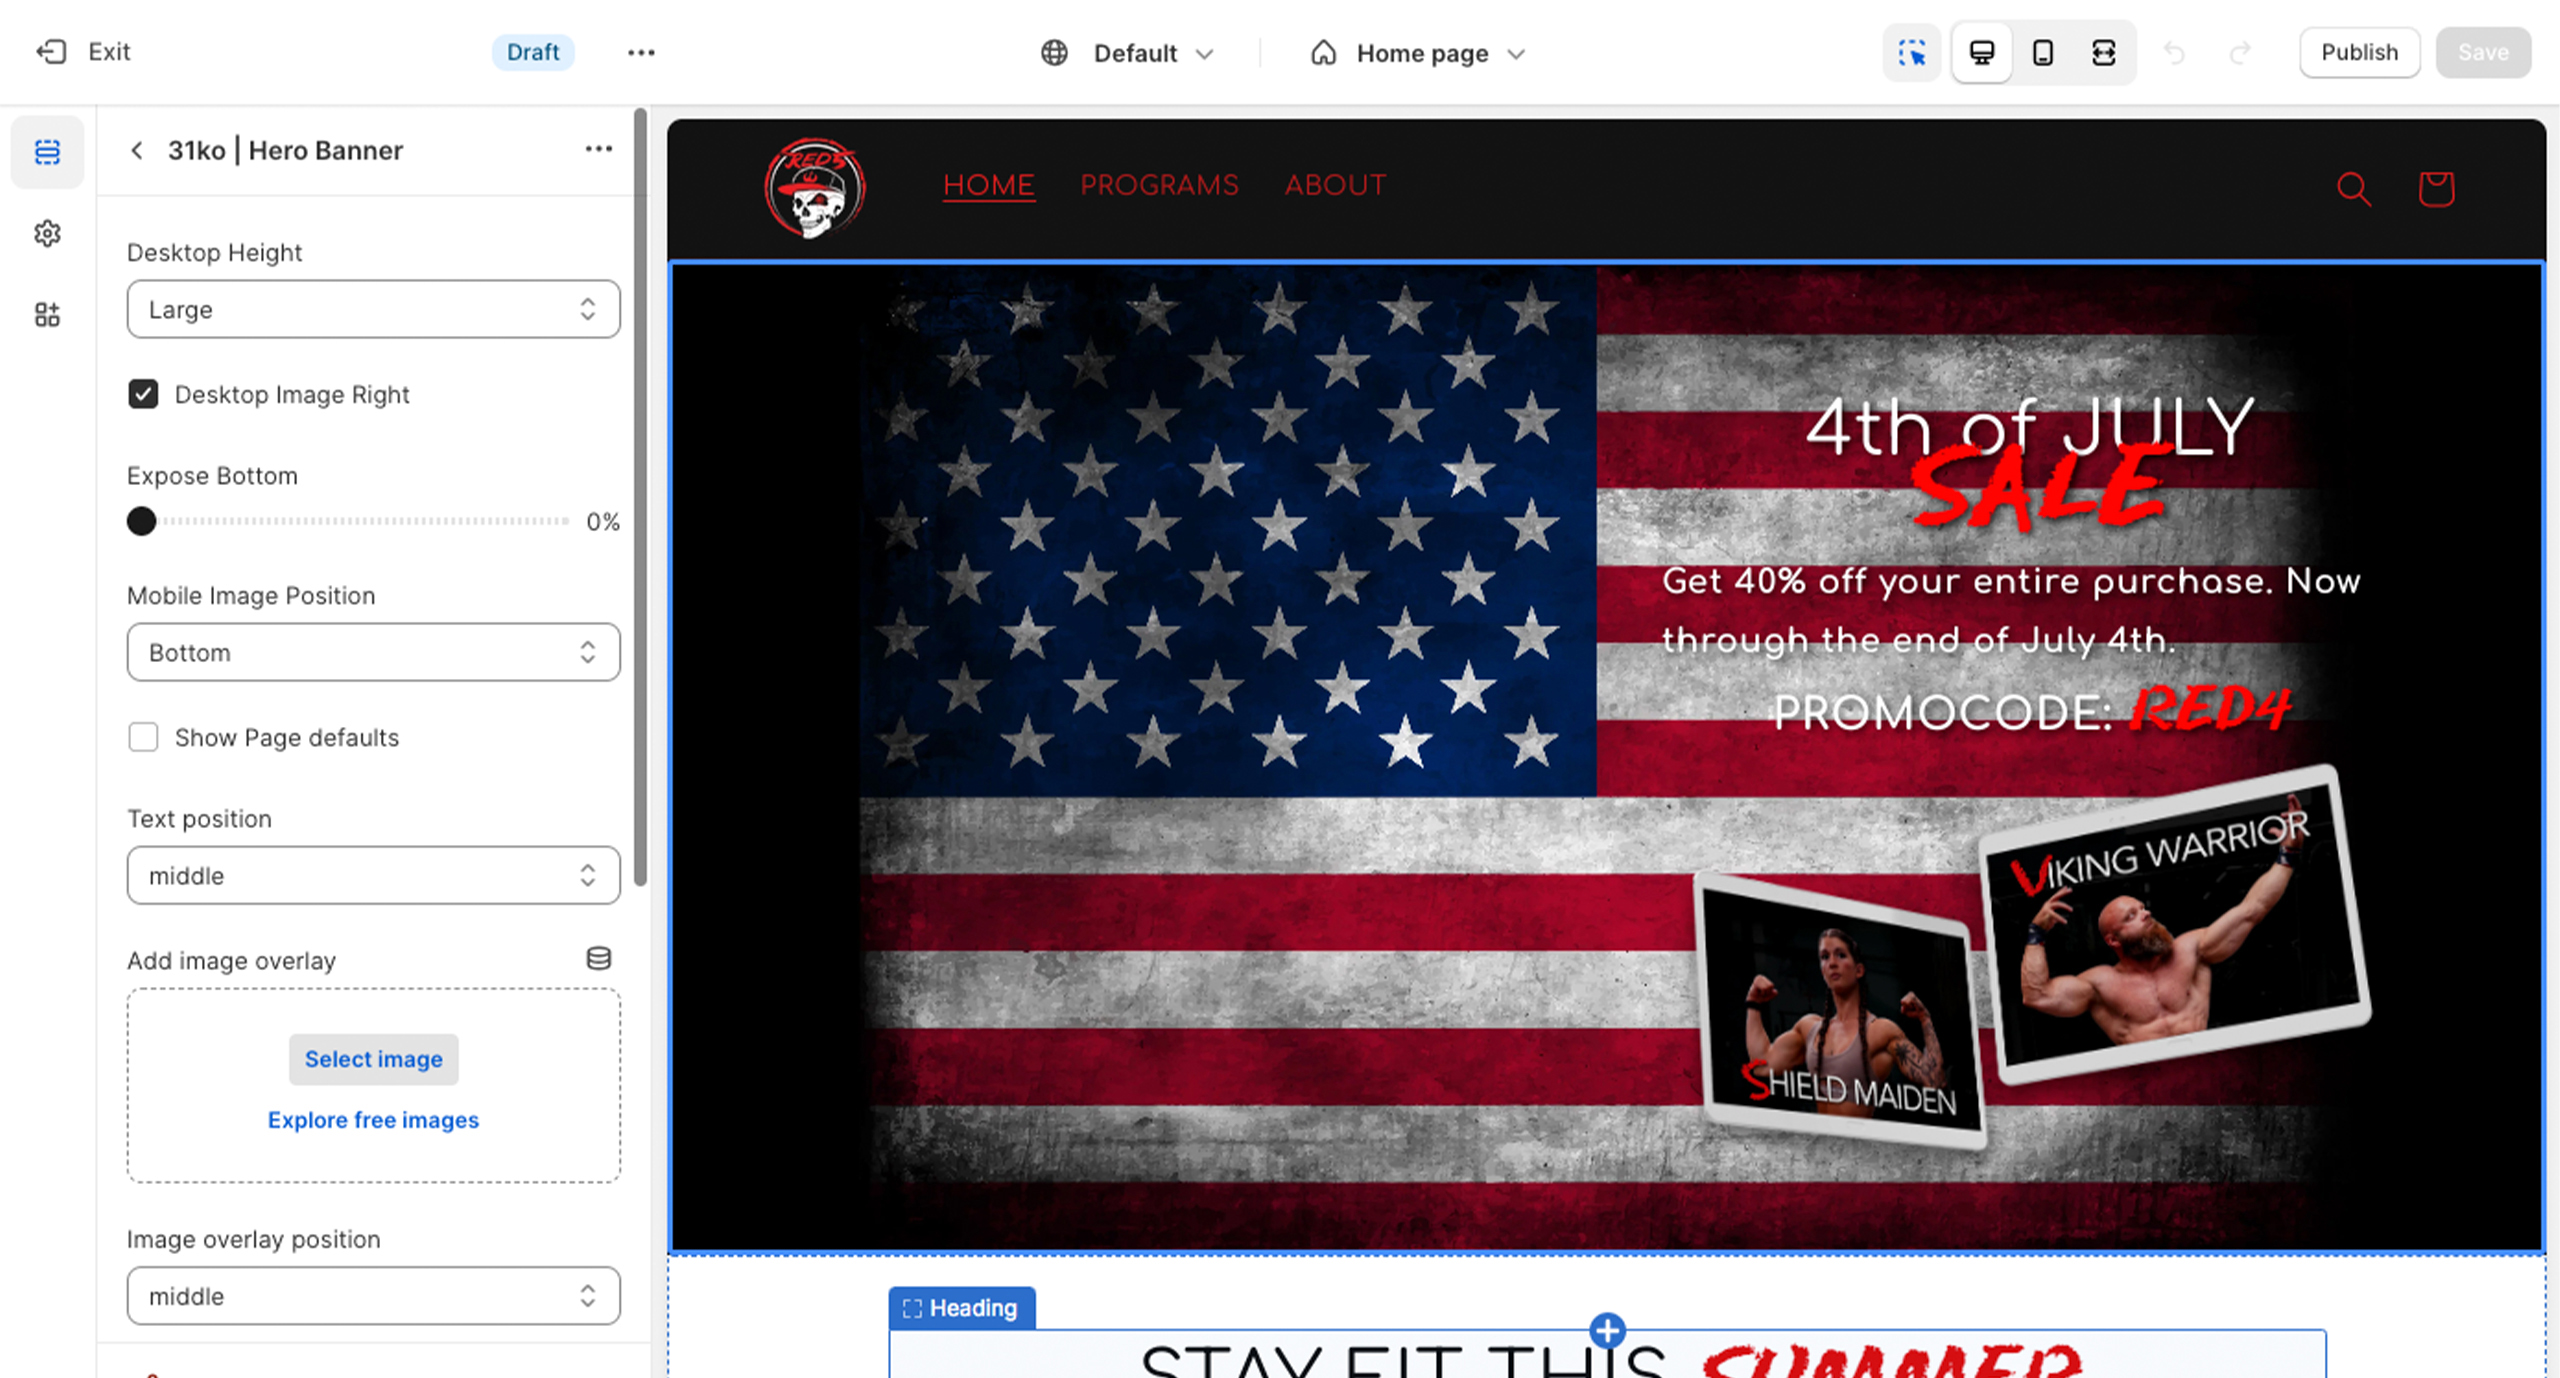 Exit
Draft
Default
Home page
Publish
Save
31ko | Hero Banner
Desktop Height
Large
Desktop Image Right
Expose Bottom
0%
Mobile Image Position
Bottom
Show Page defaults
Text position
middle
Add image overlay
Select image
Explore free images
Image overlay position
middle
RED5
HOME
PROGRAMS
ABOUT
4th of JULY
SALE
Get 40% off your entire purchase. Now
through the end of July 4th.
PROMOCODE: RED4
VIKING WARRIOR
SHIELD MAIDEN
Heading
STAY FIT THIS SUMMER